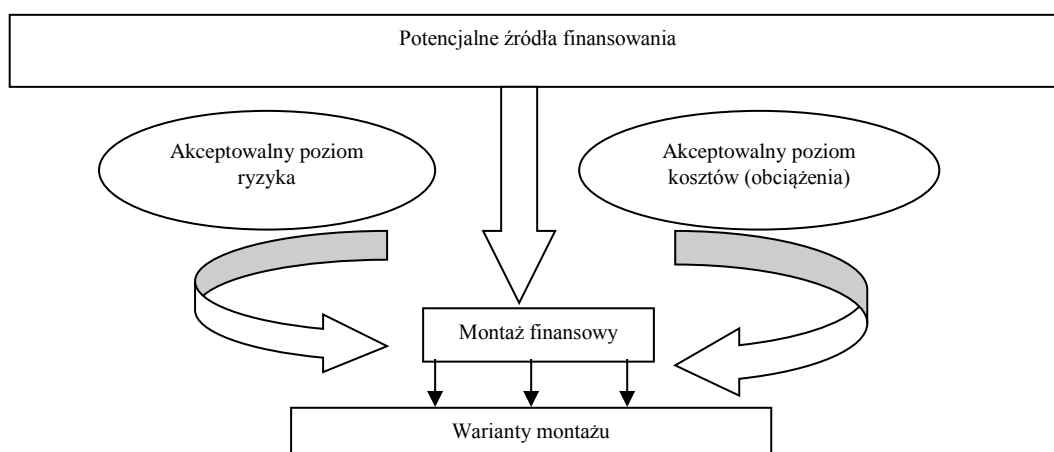 Potencjalne źródła finansowania
Akceptowalny poziom
ryzyka
Akceptowalny poziom
kosztów (obciążenia)
Montaż finansowy
Warianty montażu